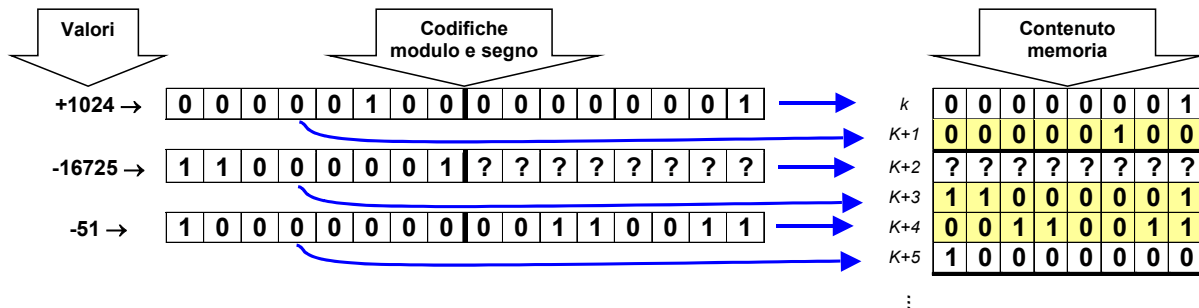 Valori
Codifiche
modulo e segno
Contenuto
memoria
+1024 → 0 0 0 0 0 1 0 0 0 0 0 0 0 0 0 1
k 0 0 0 0 0 0 0 1
K+1 0 0 0 0 0 1 0 0
-16725 → 1 1 0 0 0 0 0 1 ? ? ? ? ? ? ? ?
K+2 ? ? ? ? ? ? ? ?
K+3 1 1 0 0 0 0 0 1
-51 → 1 0 0 0 0 0 0 0 0 0 1 1 0 0 1 1
K+4 0 0 1 1 0 0 1 1
K+5 1 0 0 0 0 0 0 0
...